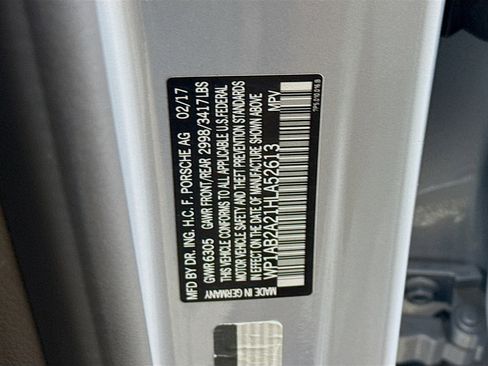 MFD BY DR. ING. H.C. F. PORSCHE AG 02/17
GWR 6305 GAWR FRONT/REAR 2998/3417LBS
THIS VEHICLE CONFORMS TO ALL APPLICABLE U.S.FEDERAL
MOTOR VEHICLE SAFETY AND THEFT PREVENTION STANDARDS
IN EFFECT ON THE DATE OF MANUFACTURE SHOWN ABOVE
WP1AB2A21HLA52613 MPV
MADE IN GERMANY